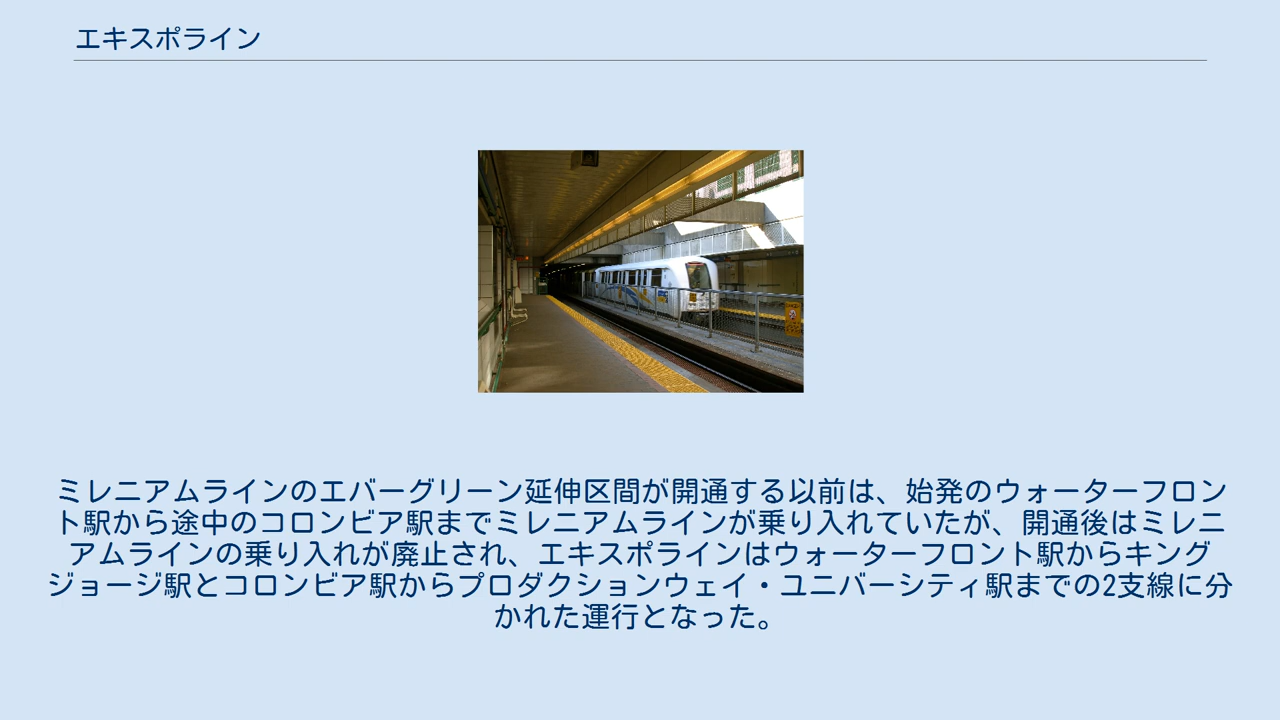 エキスポライン
ミレニアムラインのエバーグリーン延伸区間が開通する以前は、始発のウォーターフロン
ト駅から途中のコロンビア駅までミレニアムラインが乗り入れていたが、開通後はミレニ
アムラインの乗り入れが廃止され、エキスポラインはウォーターフロント駅からキング
ジョージ駅とコロンビア駅からプロダクションウェイ・ユニバーシティ駅までの2支線に分
かれた運行となった。